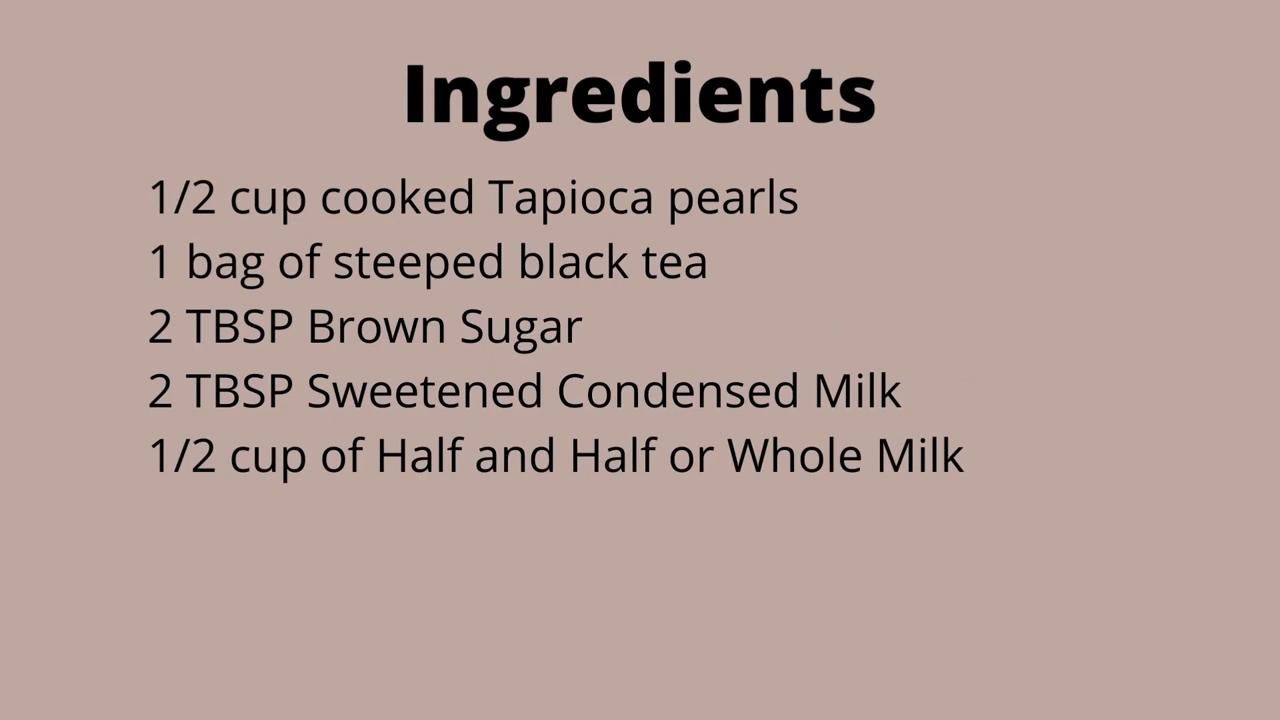 Ingredients
1/2 cup cooked Tapioca pearls
1 bag of steeped black tea
2 TBSP Brown Sugar
2 TBSP Sweetened Condensed Milk
1/2 cup of Half and Half or Whole Milk